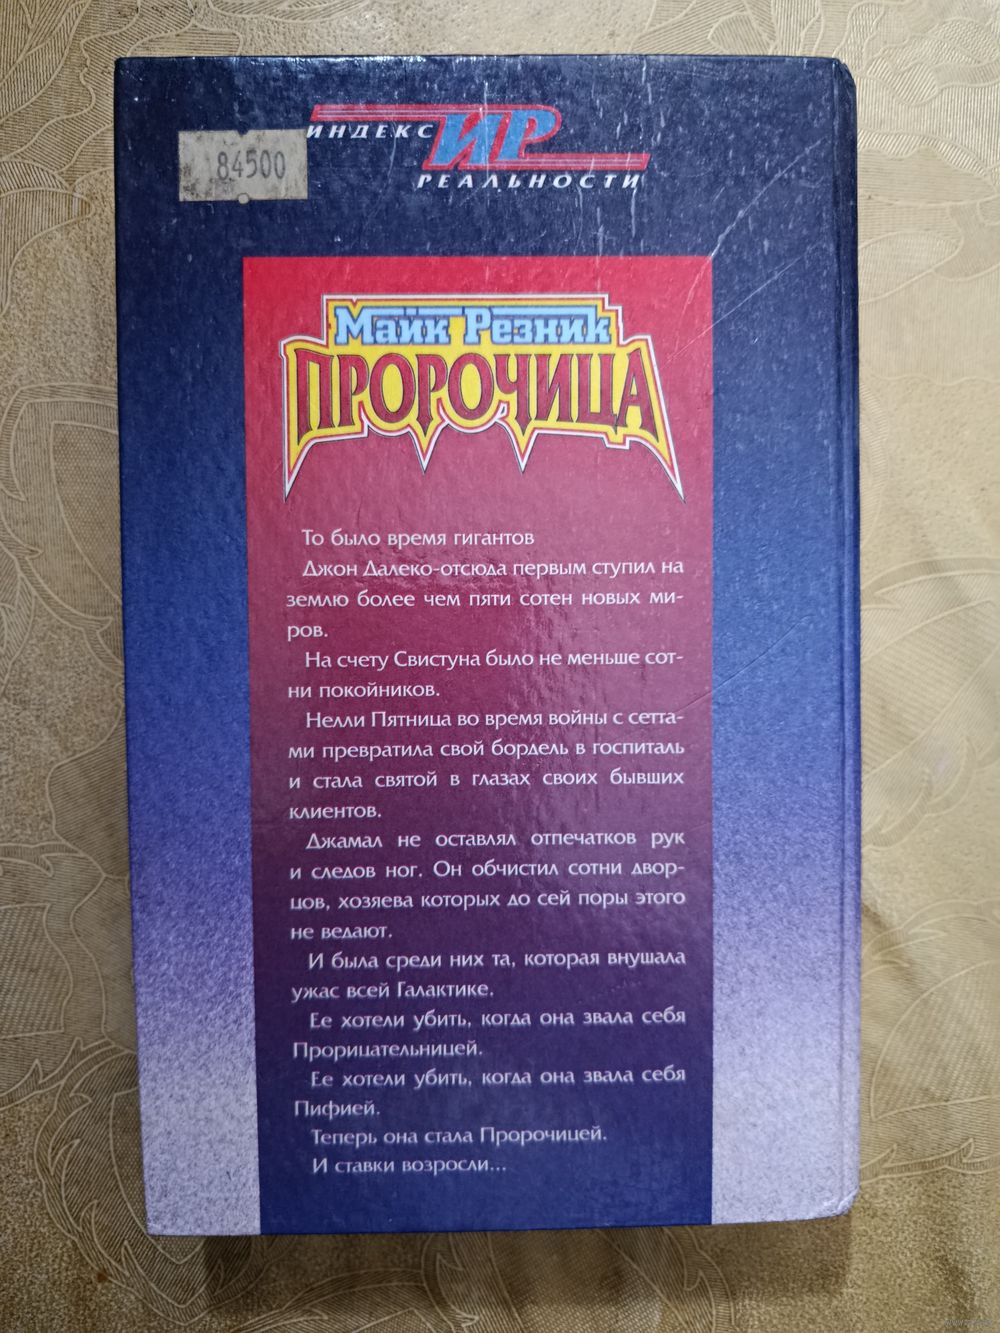 84500
ИНДЕКС
ИР
РЕАЛЬНОСТИ
Майк Резник
ПРОРОЧИЦА
То было время гигантов
Джон Далеко-отсюда первым ступил на
землю более чем пяти сотен новых ми-
ров.
На счету Свистуна было не меньше сот-
ни покойников.
Нелли Пятница во время войны с сетта-
ми превратила свой бордель в госпиталь
и стала святой в глазах своих бывших
клиентов.
Джамал не оставлял отпечатков рук
и следов ног. Он обчистил сотни двор-
цов, хозяева которых до сей поры этого
не ведают.
И была среди них та, которая внушала
ужас всей Галактике.
Ее хотели убить, когда она звала себя
Прорицательницей.
Ее хотели убить, когда она звала себя
Пифией.
Теперь она стала Пророчицей.
И ставки возросли...